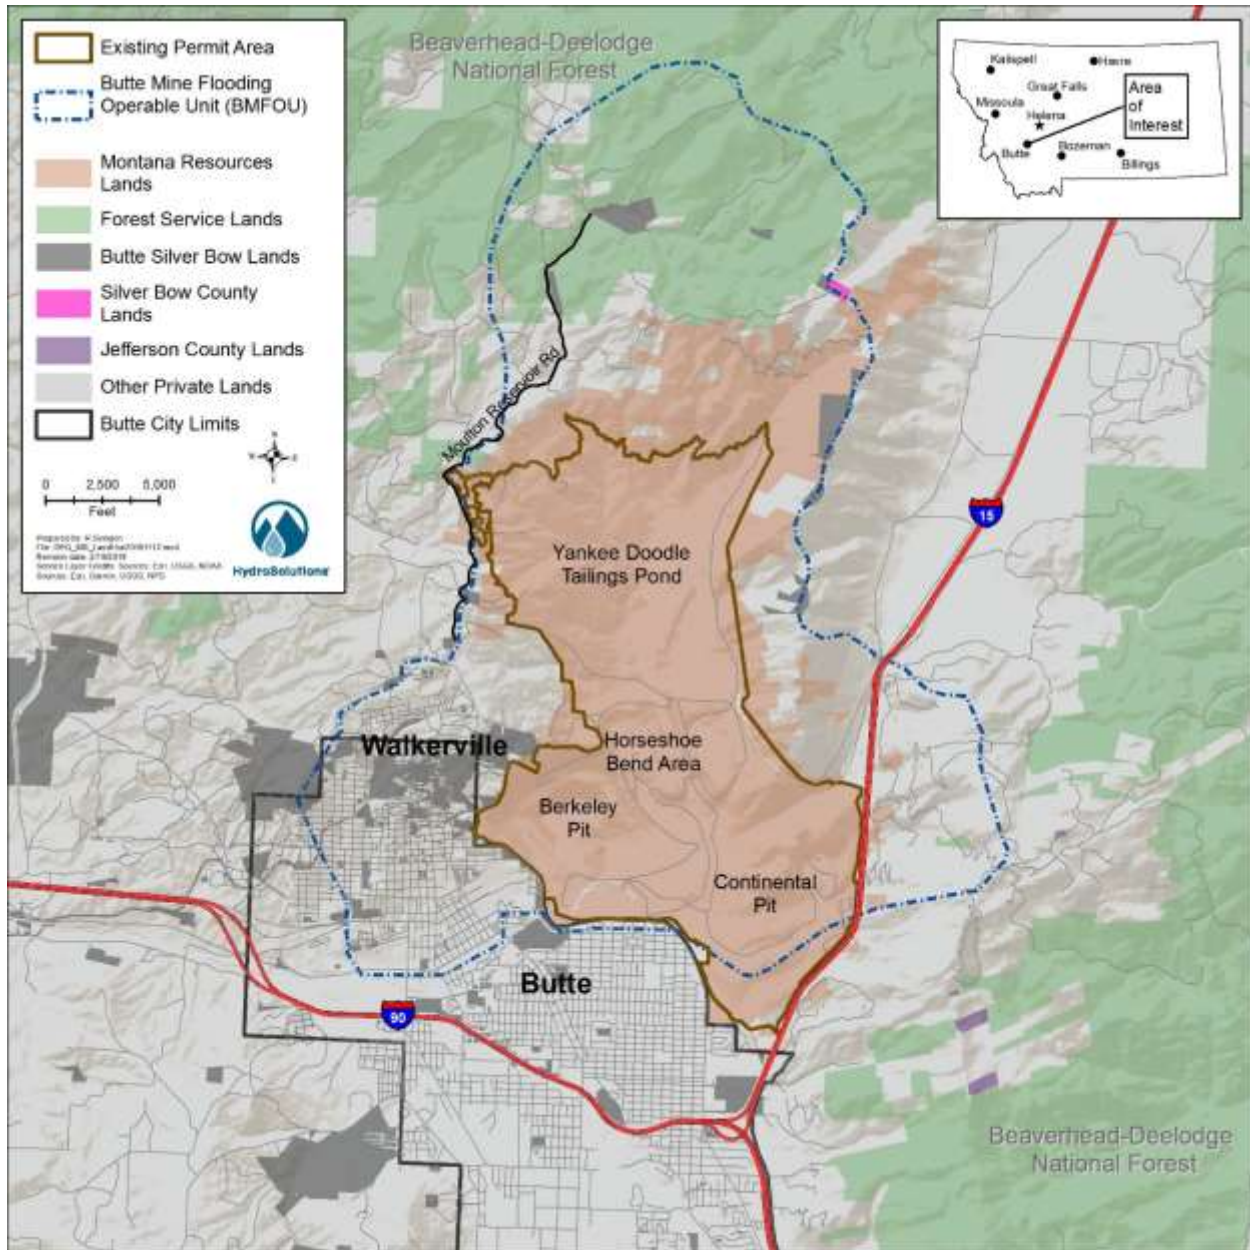 Existing Permit Area
Butte Mine Flooding
Operable Unit (BMFOU)
Montana Resources
Lands
Forest Service Lands
Butte Silver Bow Lands
Silver Bow County
Lands
Jefferson County Lands
Other Private Lands
Butte City Limits
N
W E
S
0 2,500 5,000
Feet
HydroSolutions
Beaverhead-Deelodge
National Forest
Kalispell
Havre
Great Falls
Missoula
Helena
Butte
Bozeman
Billings
Area
of
Interest
Moulton Reservoir Rd
15
Yankee Doodle
Tailings Pond
Walkerville
Horseshoe
Bend Area
Berkeley
Pit
Continental
Pit
Butte
90
Beaverhead-Deelodge
National Forest